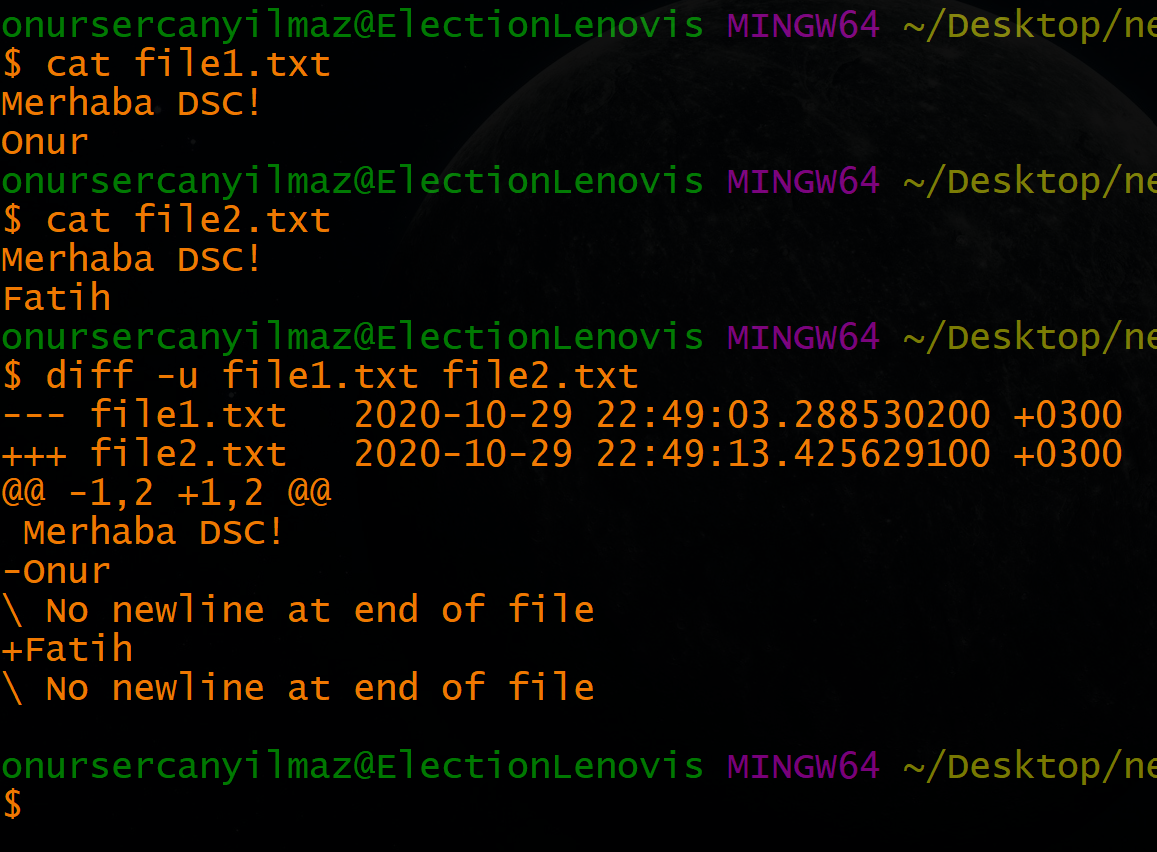 onursercanyilmaz@ElectionLenovis MINGW64 ~/Desktop/ne
$ cat file1.txt
Merhaba DSC!
Onur
onursercanyilmaz@ElectionLenovis MINGW64 ~/Desktop/ne
$ cat file2.txt
Merhaba DSC!
Fatih
onursercanyilmaz@ElectionLenovis MINGW64 ~/Desktop/ne
$ diff -u file1.txt file2.txt
--- file1.txt   2020-10-29 22:49:03.288530200 +0300
+++ file2.txt   2020-10-29 22:49:13.425629100 +0300
@@ -1,2 +1,2 @@
 Merhaba DSC!
-Onur
\ No newline at end of file
+Fatih
\ No newline at end of file
onursercanyilmaz@ElectionLenovis MINGW64 ~/Desktop/ne
$